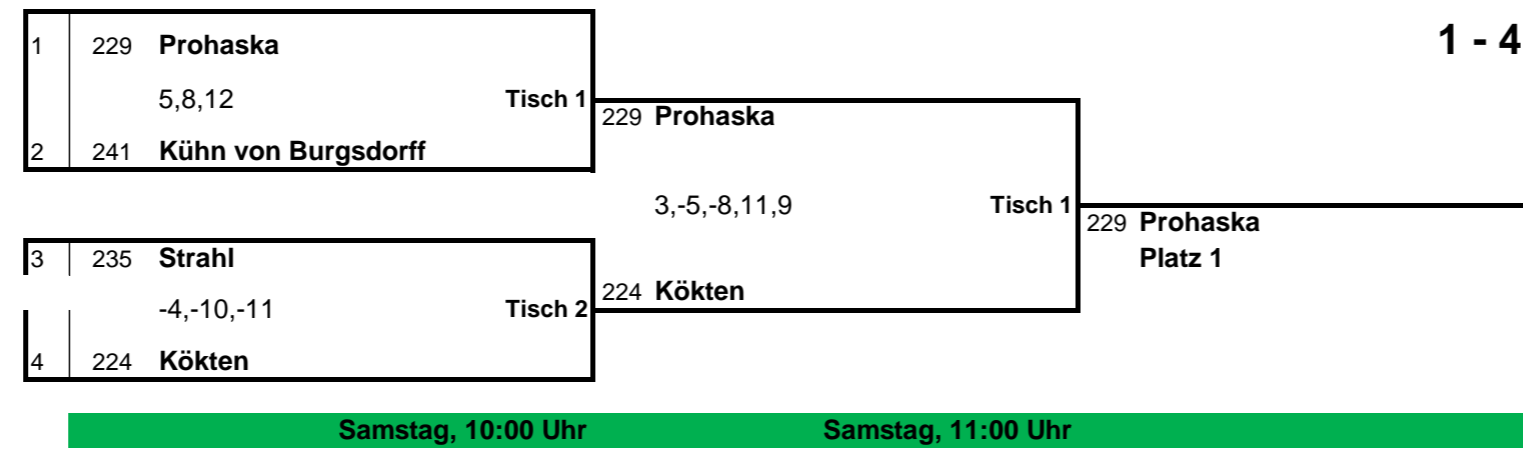 1 229 Prohaska 1 - 4
5,8,12 Tisch 1
229 Prohaska
2 241 Kühn von Burgsdorff
3,-5,-8,11,9 Tisch 1
229 Prohaska
3 235 Strahl Platz 1
224 Kökten
-4,-10,-11 Tisch 2
4 224 Kökten
Samstag, 10:00 Uhr Samstag, 11:00 Uhr